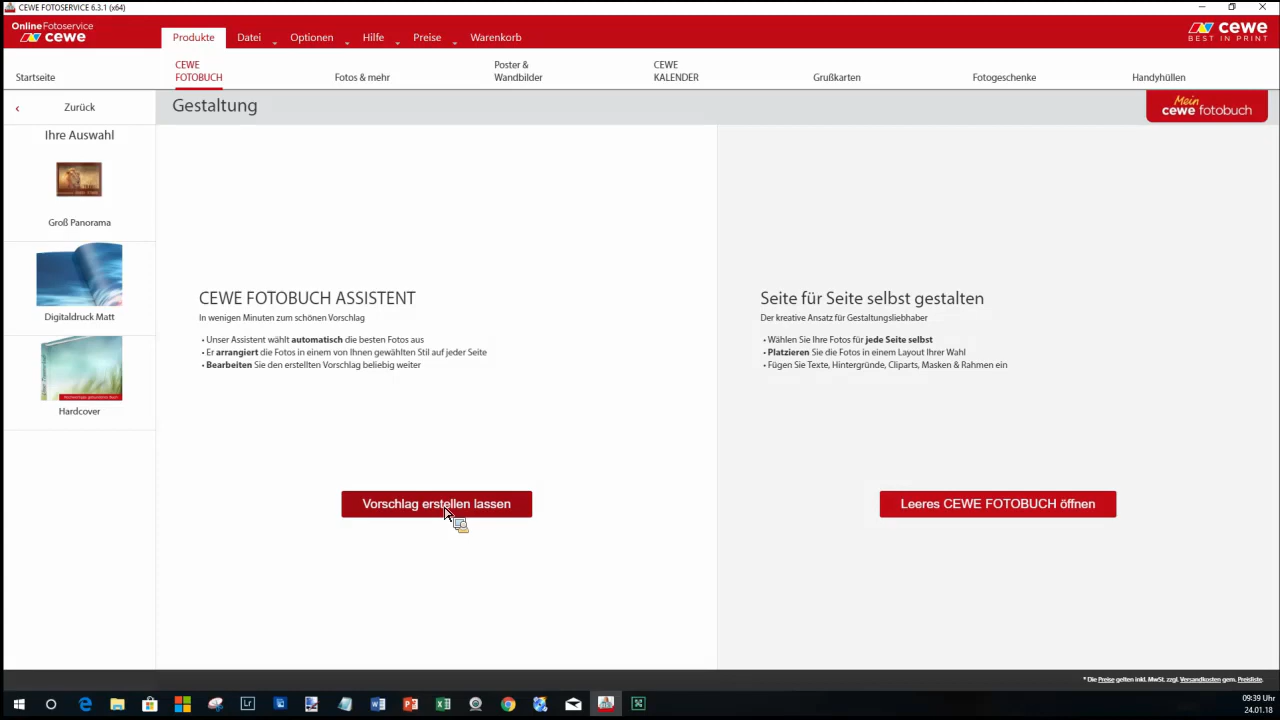 CEWE FOTOSERVICE 6.3.1 (x64)
OnlineFotoservice
cewe
Produkte
Datei
Optionen
Hilfe
Preise
Warenkorb
cewe
BEST IN PRINT
Startseite
CEWE
FOTOBUCH
Fotos & mehr
Poster &
Wandbilder
CEWE
KALENDER
Grußkarten
Fotogeschenke
Handyhüllen
Zurück
Gestaltung
Mein
cewe fotobuch
Ihre Auswahl
Groß Panorama
Digitaldruck Matt
Hardcover
CEWE FOTOBUCH ASSISTENT
In wenigen Minuten zum schönen Vorschlag
• Unser Assistent wählt automatisch die besten Fotos aus
• Er arrangiert die Fotos in einem von Ihnen gewählten Stil auf jeder Seite
• Bearbeiten Sie den erstellten Vorschlag beliebig weiter
Vorschlag erstellen lassen
Seite für Seite selbst gestalten
Der kreative Ansatz für Gestaltungsliebhaber
• Wählen Sie Ihre Fotos für jede Seite selbst
• Platzieren Sie die Fotos in einem Layout Ihrer Wahl
• Fügen Sie Texte, Hintergründe, Cliparts, Masken & Rahmen ein
Leeres CEWE FOTOBUCH öffnen
* Die Preise gelten inkl. MwSt. zzgl. Versandkosten gem. Preisliste.
09:39 Uhr
24.01.18